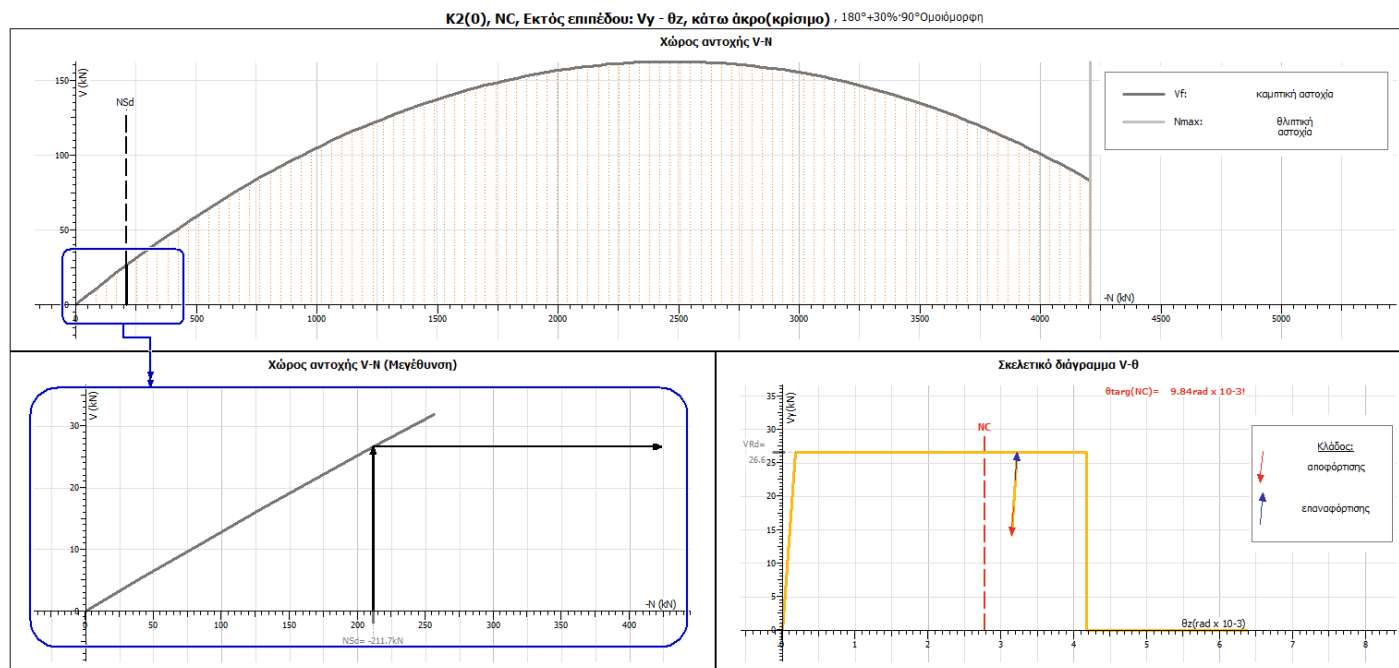 K2(0), NC, Εκτός επιπέδου: Vy - θz, κάτω άκρο(κρίσιμο) , 180°+30%·90°Ομοιόμορφη
Χώρος αντοχής V-N
V (kN)
150
100
50
0
NSd
Vf: καμπτική αστοχία
Nmax: θλιπτική
αστοχία
-N (kN)
0 500 1000 1500 2000 2500 3000 3500 4000 4500 5000
Χώρος αντοχής V-N (Μεγέθυνση)
V (kN)
30
20
10
0
-N (kN)
0 50 100 150 200 250 300 350 400
NSd= -211.7kN
Σκελετικό διάγραμμα V-θ
θtarg(NC)= 9.84rad x 10-3!
Vy(kN)
35
30
VRd=
26.6
25
20
15
10
5
0
NC
Κλάδος:
αποφόρτισης
επαναφόρτισης
θz(rad x 10-3)
0 1 2 3 4 5 6 7 8